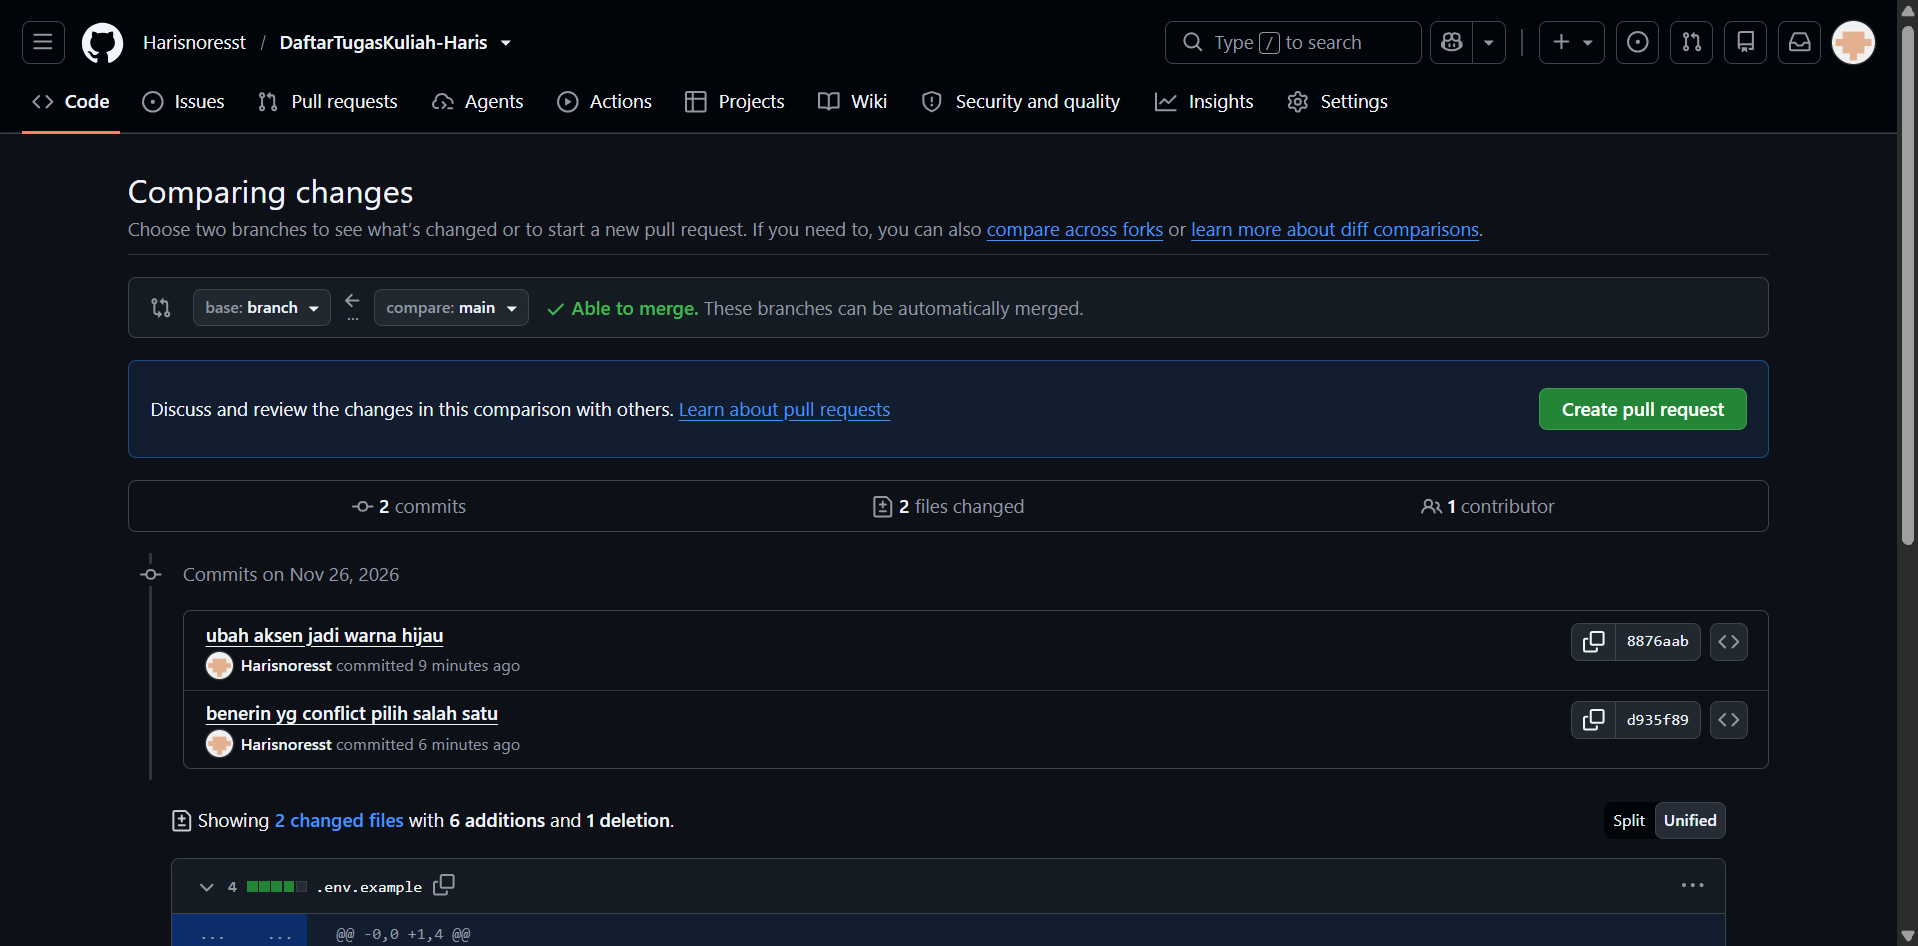 Harisnoresst / DaftarTugasKuliah-Haris
Type / to search
Code
Issues
Pull requests
Agents
Actions
Projects
Wiki
Security and quality
Insights
Settings
Comparing changes
Choose two branches to see what's changed or to start a new pull request. If you need to, you can also compare across forks or learn more about diff comparisons.
base: branch
...
compare: main
Able to merge. These branches can be automatically merged.
Discuss and review the changes in this comparison with others. Learn about pull requests
Create pull request
2 commits
2 files changed
1 contributor
Commits on Nov 26, 2026
ubah aksen jadi warna hijau
Harisnoresst committed 9 minutes ago
8876aab
benerin yg conflict pilih salah satu
Harisnoresst committed 6 minutes ago
d935f89
Showing 2 changed files with 6 additions and 1 deletion.
Split
Unified
4 .env.example
... ... @@ -0,0 +1,4 @@